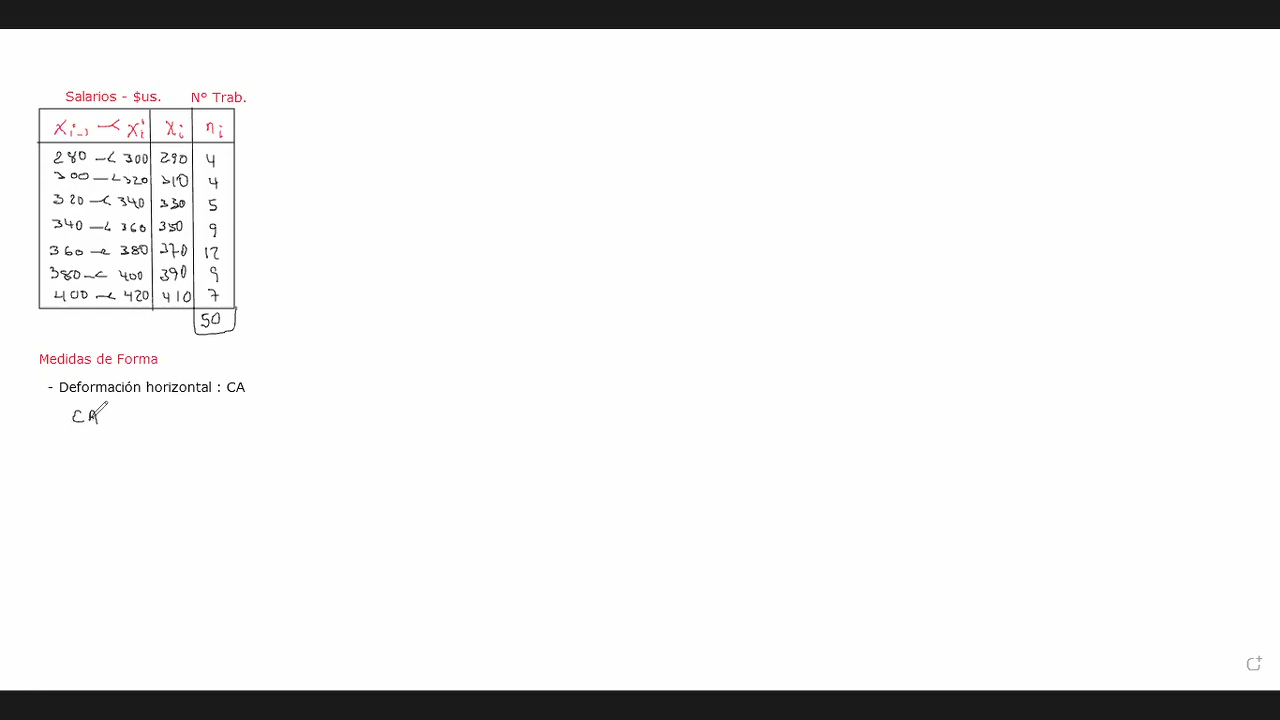 Salarios - $us. N° Trab.
Xi-1 -< Xi Xi ni
280 -< 300 290 4
300 -< 320 310 4
320 -< 340 330 5
340 -< 360 350 9
360 -< 380 370 12
380 -< 400 390 9
400 -< 420 410 7
50
Medidas de Forma
- Deformación horizontal : CA
CA